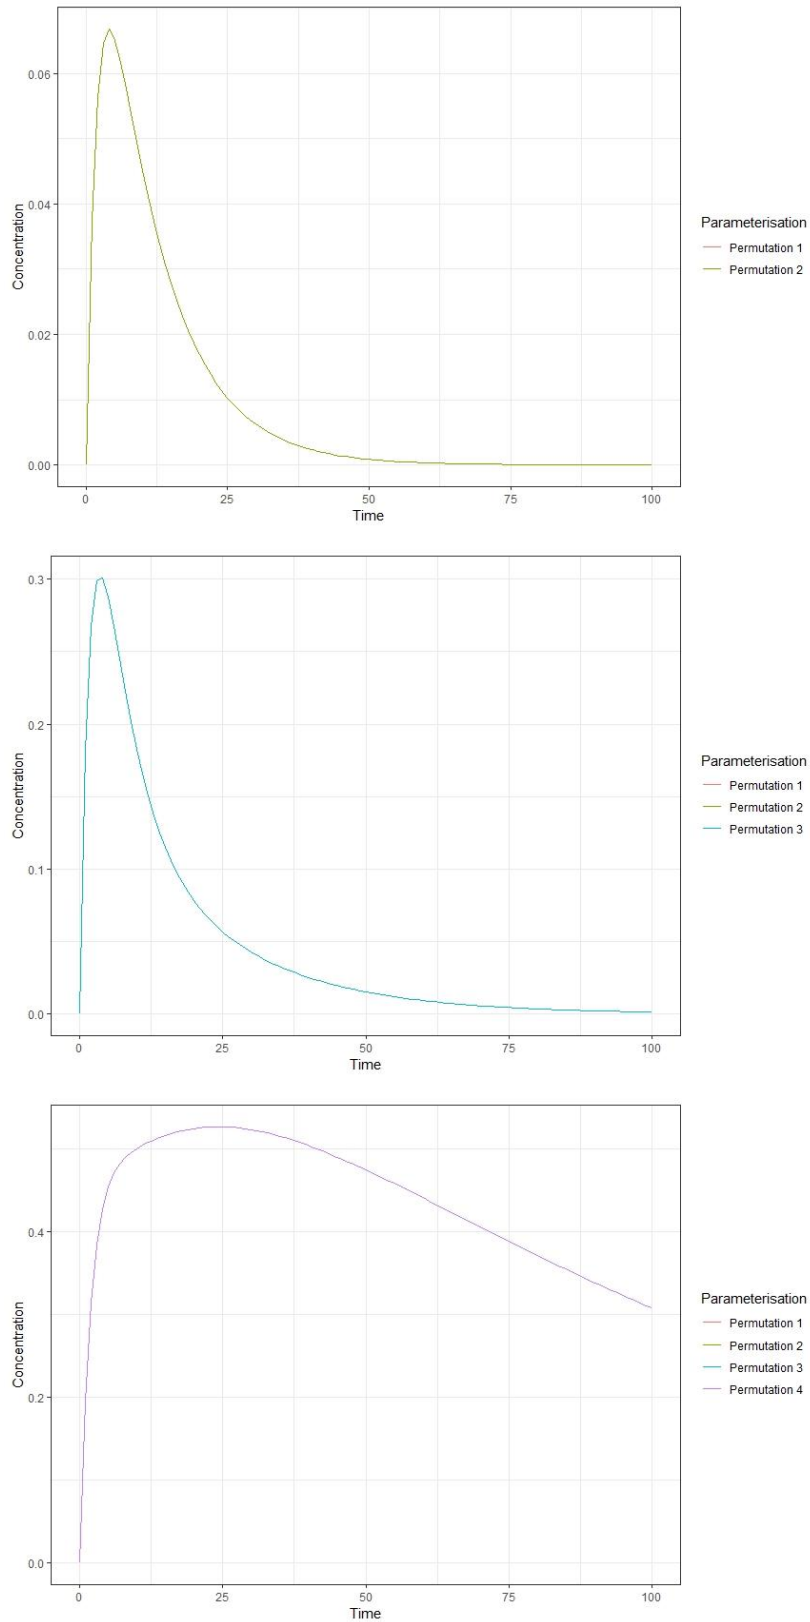 0.06
0.04
0.02
0.00
Concentration
0 25 50 75 100
Time
Parameterisation
Permutation 1
Permutation 2
0.3
0.2
0.1
0.0
Concentration
0 25 50 75 100
Time
Parameterisation
Permutation 1
Permutation 2
Permutation 3
0.4
0.2
0.0
Concentration
0 25 50 75 100
Time
Parameterisation
Permutation 1
Permutation 2
Permutation 3
Permutation 4